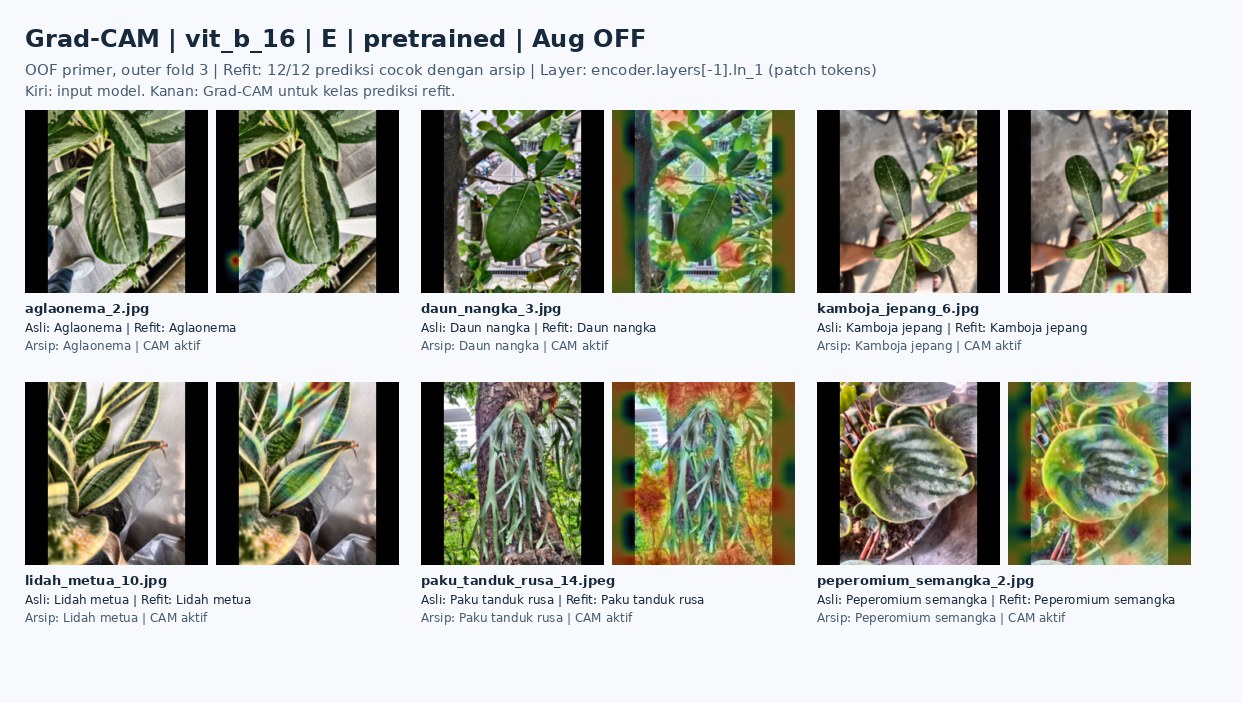 Grad-CAM | vit_b_16 | E | pretrained | Aug OFF
OOF primer, outer fold 3 | Refit: 12/12 prediksi cocok dengan arsip | Layer: encoder.layers[-1].ln_1 (patch tokens)
Kiri: input model. Kanan: Grad-CAM untuk kelas prediksi refit.
aglaonema_2.jpg
Asli: Aglaonema | Refit: Aglaonema
Arsip: Aglaonema | CAM aktif
daun_nangka_3.jpg
Asli: Daun nangka | Refit: Daun nangka
Arsip: Daun nangka | CAM aktif
kamboja_jepang_6.jpg
Asli: Kamboja jepang | Refit: Kamboja jepang
Arsip: Kamboja jepang | CAM aktif
lidah_metua_10.jpg
Asli: Lidah metua | Refit: Lidah metua
Arsip: Lidah metua | CAM aktif
paku_tanduk_rusa_14.jpeg
Asli: Paku tanduk rusa | Refit: Paku tanduk rusa
Arsip: Paku tanduk rusa | CAM aktif
peperomium_semangka_2.jpg
Asli: Peperomium semangka | Refit: Peperomium semangka
Arsip: Peperomium semangka | CAM aktif